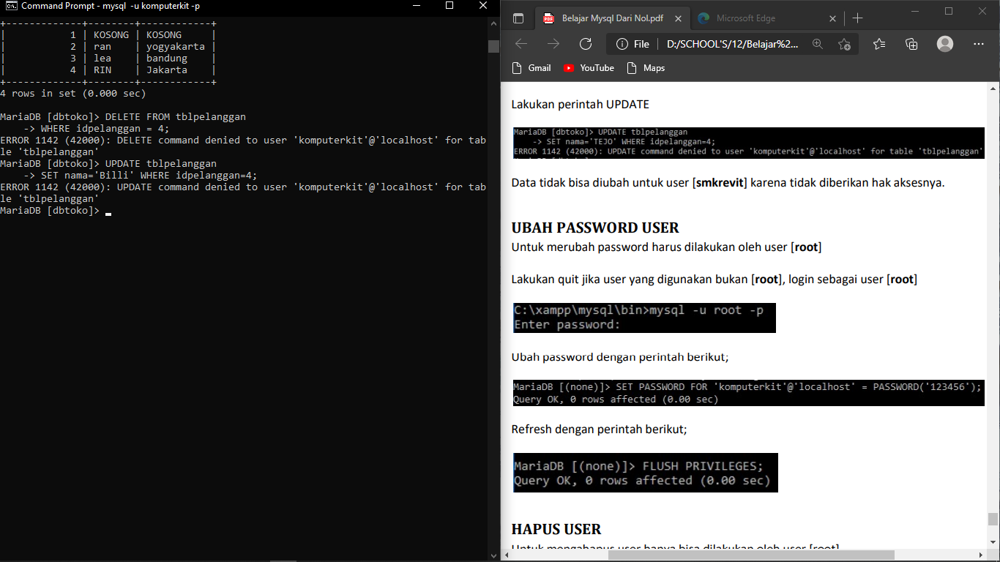 Command Prompt - mysql -u komputerkit -p
+-------------+--------+------------+
| 1 | KOSONG | KOSONG |
| 2 | ran | yogyakarta |
| 3 | lea | bandung |
| 4 | RIN | Jakarta |
+-------------+--------+------------+
4 rows in set (0.000 sec)
MariaDB [dbtoko]> DELETE FROM tblpelanggan
-> WHERE idpelanggan = 4;
ERROR 1142 (42000): DELETE command denied to user 'komputerkit'@'localhost' for tab
le 'tblpelanggan'
MariaDB [dbtoko]> UPDATE tblpelanggan
-> SET nama='Billi' WHERE idpelanggan=4;
ERROR 1142 (42000): UPDATE command denied to user 'komputerkit'@'localhost' for tab
le 'tblpelanggan'
MariaDB [dbtoko]>
Belajar Mysql Dari Nol.pdf
Microsoft Edge
File
D:/SCHOOL'S/12/Belajar%2...
Gmail
YouTube
Maps
Lakukan perintah UPDATE
MariaDB [dbtoko]> UPDATE tblpelanggan
-> SET nama='TEJO' WHERE idpelanggan=4;
ERROR 1142 (42000): UPDATE command denied to user 'komputerkit'@'localhost' for table 'tblpelanggan'
Data tidak bisa diubah untuk user [smkrevit] karena tidak diberikan hak aksesnya.
UBAH PASSWORD USER
Untuk merubah password harus dilakukan oleh user [root]
Lakukan quit jika user yang digunakan bukan [root], login sebagai user [root]
C:\xampp\mysql\bin>mysql -u root -p
Enter password:
Ubah password dengan perintah berikut;
MariaDB [(none)]> SET PASSWORD FOR 'komputerkit'@'localhost' = PASSWORD('123456');
Query OK, 0 rows affected (0.00 sec)
Refresh dengan perintah berikut;
MariaDB [(none)]> FLUSH PRIVILEGES;
Query OK, 0 rows affected (0.00 sec)
HAPUS USER
Untuk mengahapus user hanya bisa dilakukan oleh user [root]